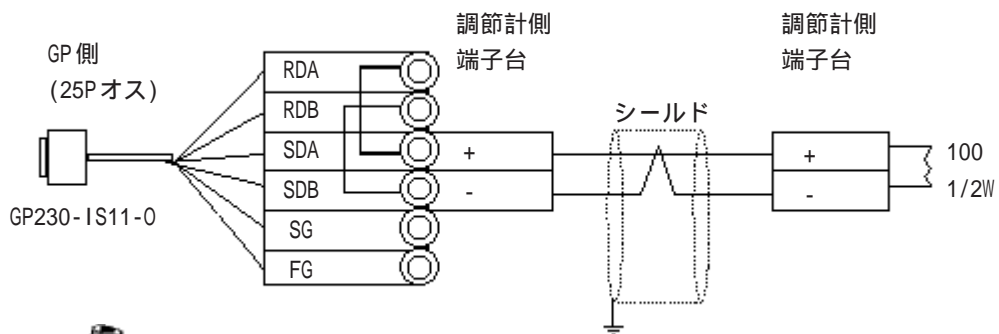 GP側
(25Pオス)
GP230-IS11-O
RDA
RDB
SDA
SDB
SG
FG
調節計側
端子台
+
-
シールド
調節計側
端子台
+
-
100
1/2W